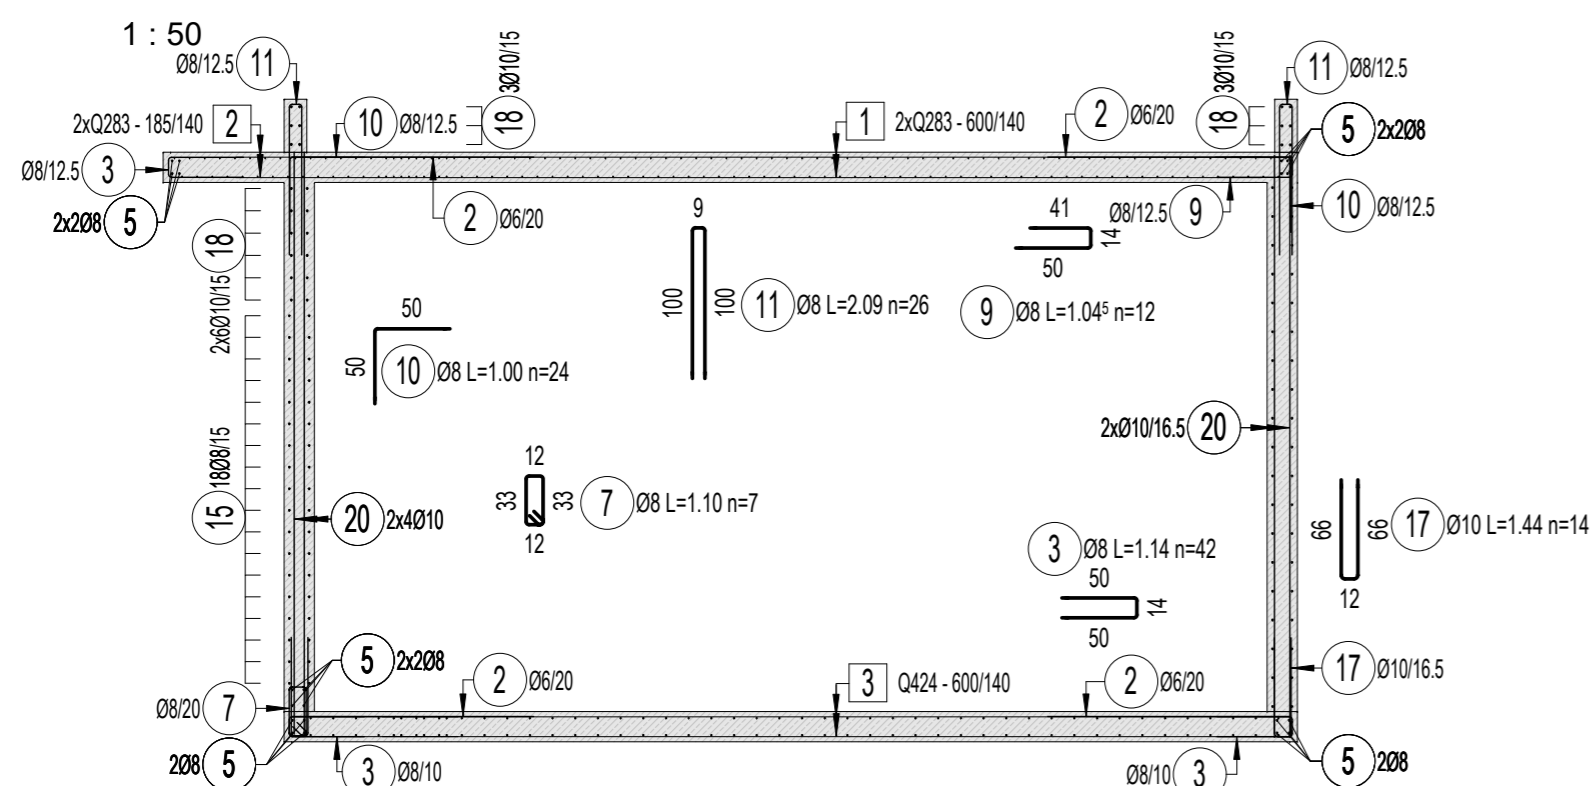 1 : 50
Ø8/12.5 11
3Ø10/15
18
3Ø10/15
18
11 Ø8/12.5
2xQ283 - 185/140 2
10 Ø8/12.5
1 2xQ283 - 600/140
2 Ø6/20
5 2x2Ø8
Ø8/12.5 3
2x2Ø8 5
2 Ø6/20
9
41
14
50
Ø8/12.5 9
10 Ø8/12.5
18
2x6Ø10/15
50
50
10 Ø8 L=1.00 n=24
100
100
11 Ø8 L=2.09 n=26
9 Ø8 L=1.04⁵ n=12
2xØ10/16.5 20
18Ø8/15
15
20 2x4Ø10
12
33
33
12
7 Ø8 L=1.10 n=7
3 Ø8 L=1.14 n=42
50
14
50
66
66
12
17 Ø10 L=1.44 n=14
5 2x2Ø8
2 Ø6/20
3 Q424 - 600/140
2 Ø6/20
17 Ø10/16.5
Ø8/20 7
2Ø8 5
3 Ø8/10
Ø8/10 3
5 2Ø8